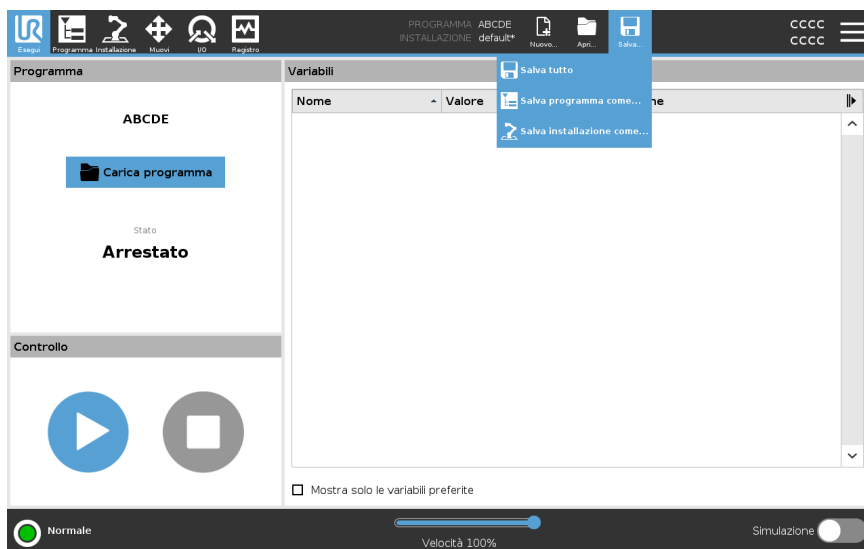 UR
PROGRAMMA ABCDE
INSTALLAZIONE default*
Esegui Programma Installazione Muovi I/O Registro
Nuovo... Apri... Salva...
CCCC
CCCC
Programma
Variabili
Salva tutto
Salva programma come...
Salva installazione come...
Nome Valore ne
ABCDE
Carica programma
Stato
Arrestato
Controllo
Mostra solo le variabili preferite
Normale
Velocità 100%
Simulazione